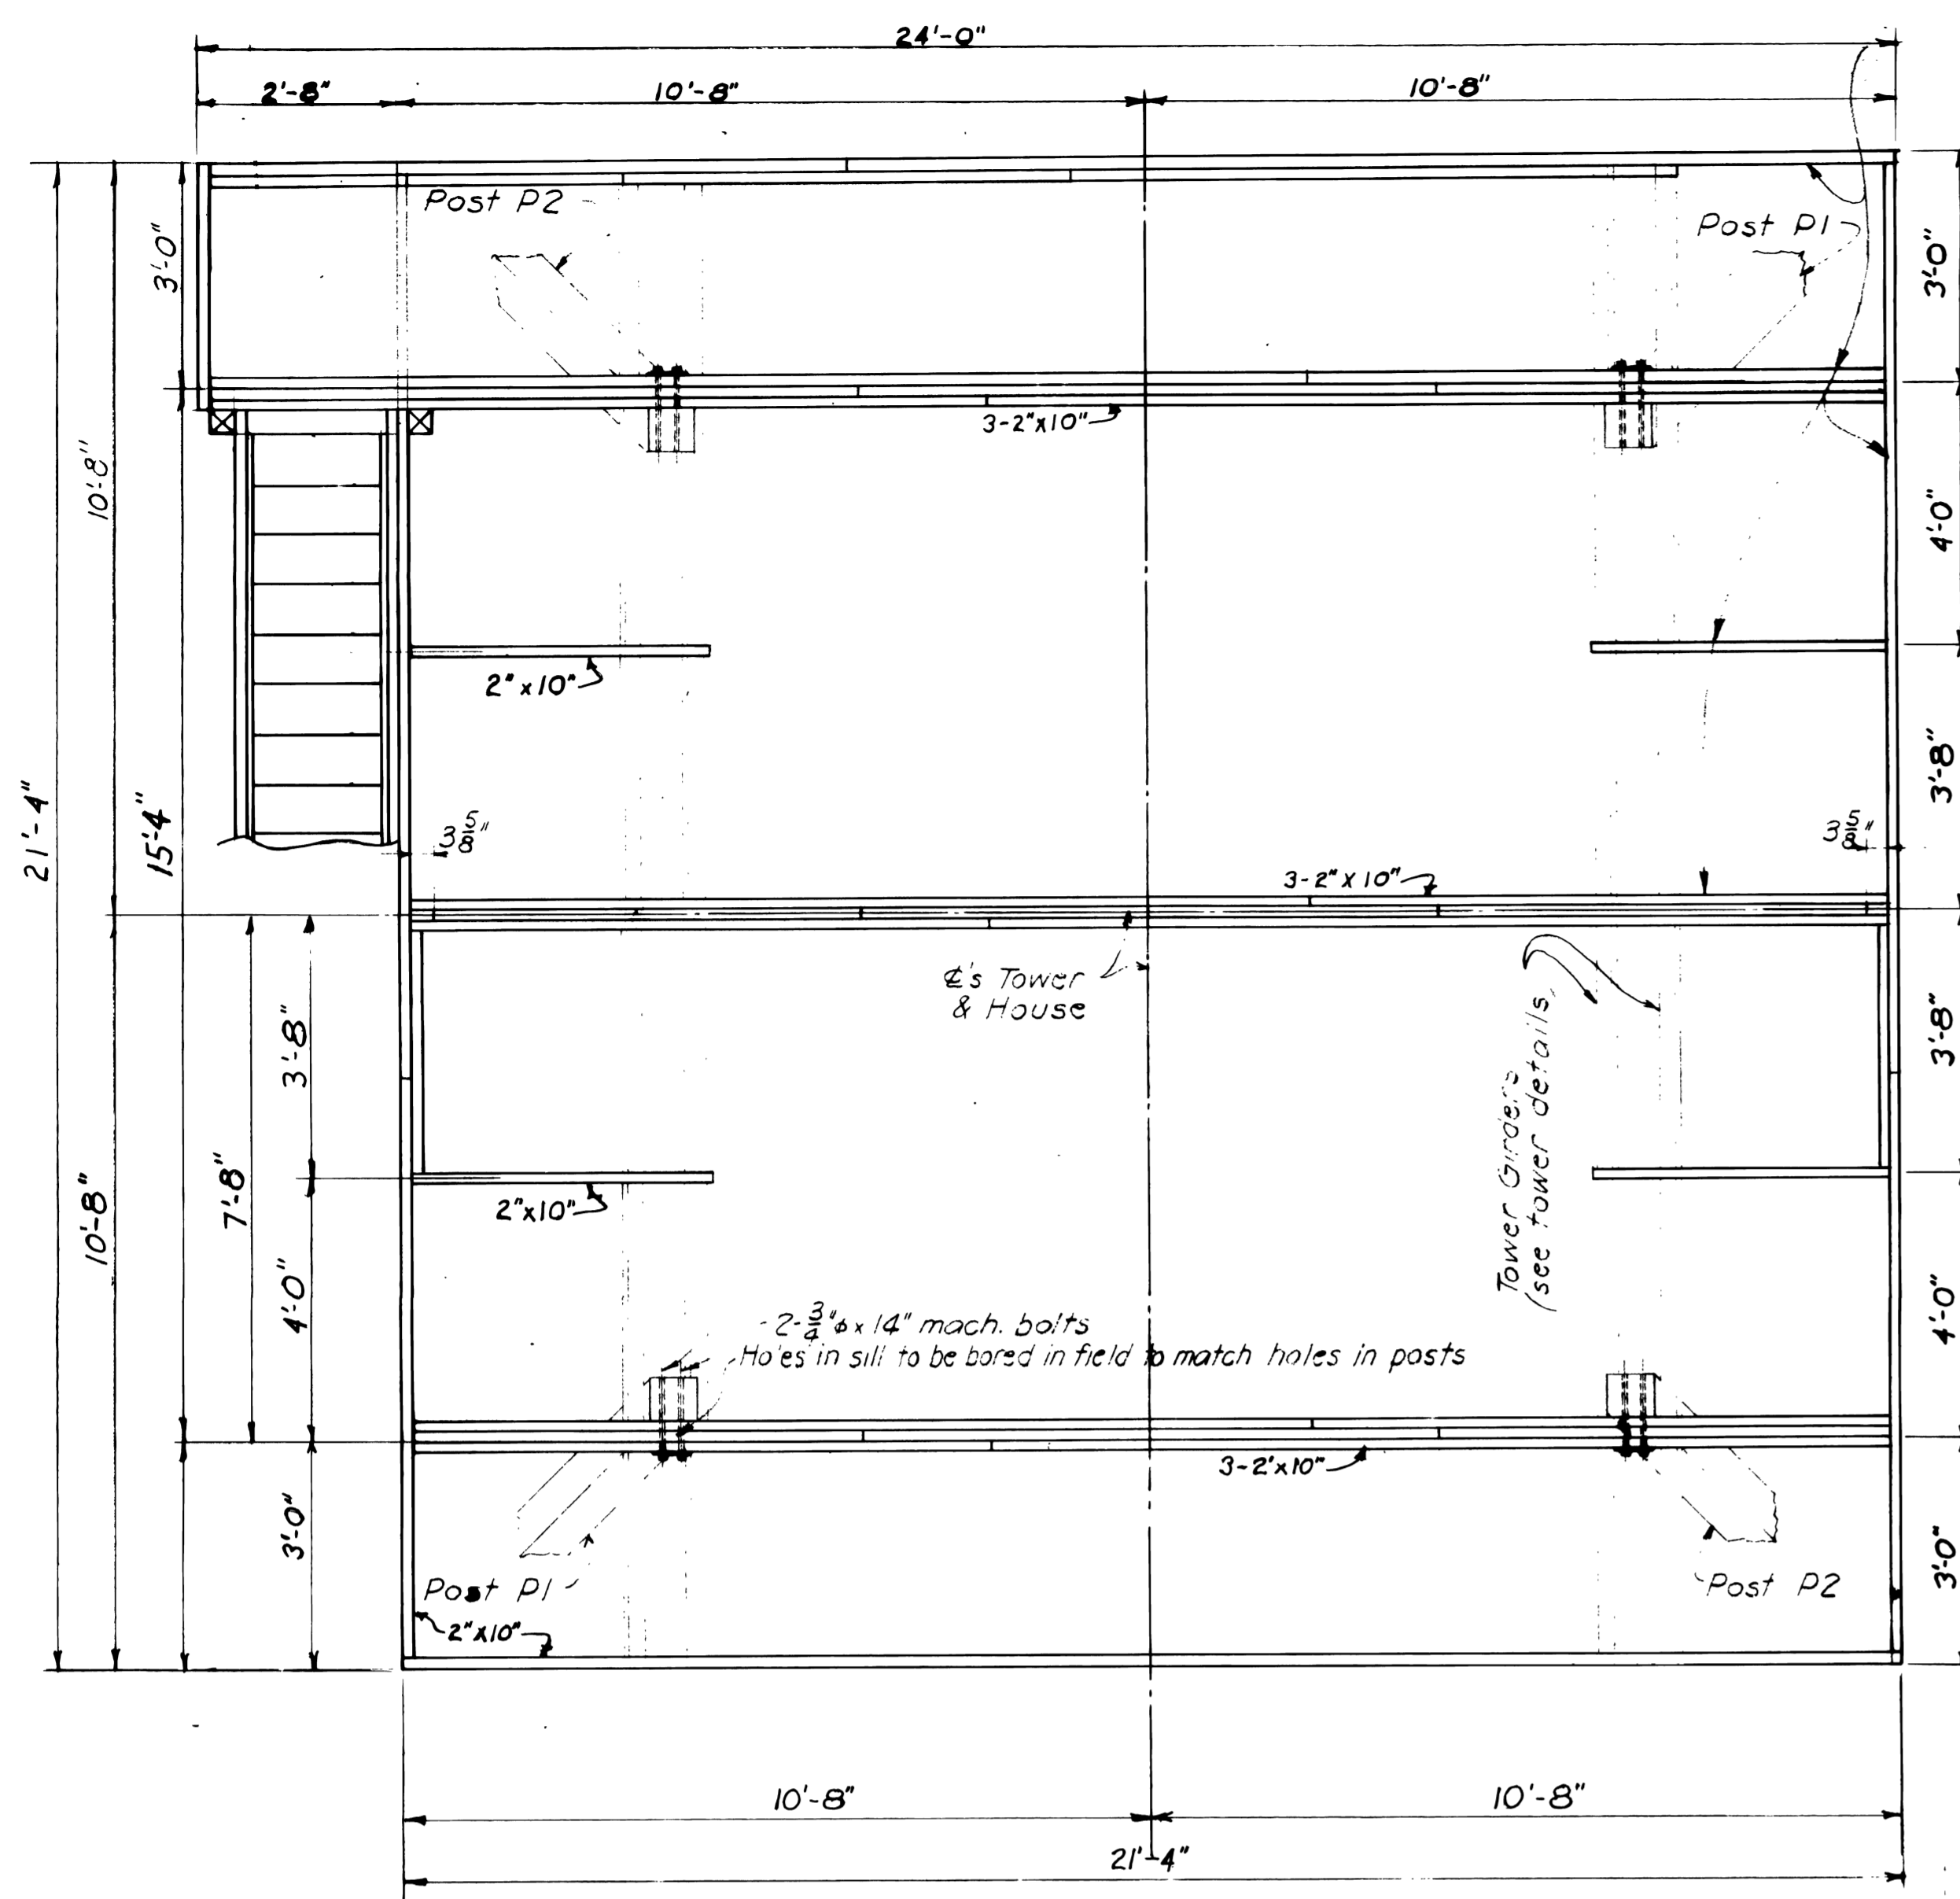 24'-0"
2'-8" 10'-8" 10'-8"
Post P2
Post P1
3'-0"
3'-0"
3-2"x10"
10'-8"
4'-0"
2"x10"
3'-8"
21'-4"
15'-4"
3 5/8"
3 5/8"
3-2"x10"
℄'s Tower
& House
Tower Girders
(see tower details)
3'-8"
3'-8"
7'-8"
10'-8"
2"x10"
4'-0"
4'-0"
2-3/4"φ x 14" mach. bolts
Holes in sill to be bored in field to match holes in posts
3-2"x10"
3'-0"
3'-0"
Post P1
Post P2
2"x10"
10'-8" 10'-8"
21'-4"